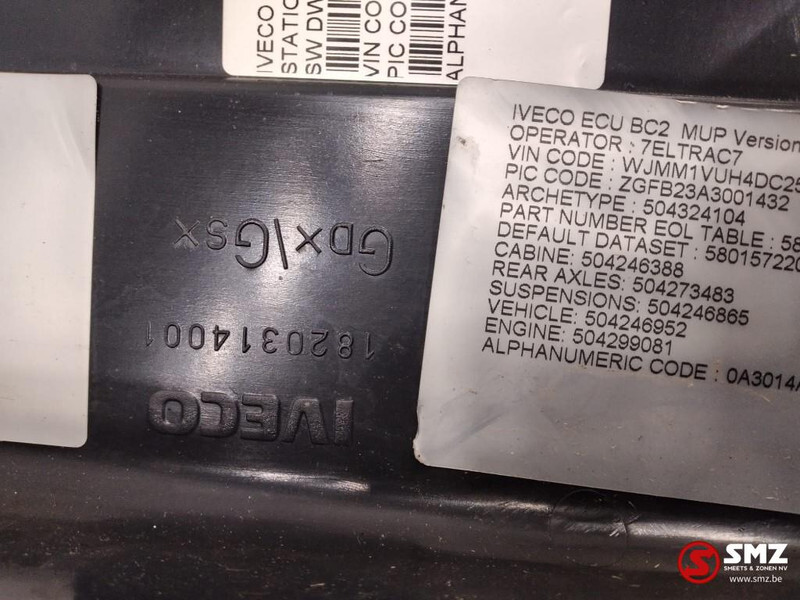 IVECO
STATIC
SW DW
VIN CO
PIC CO
ALPHAN
IVECO ECU BC2 MUP Version
OPERATOR : 7ELTRAC7
VIN CODE : WJMM1VUH4DC25
PIC CODE : ZGFB23A3001432
ARCHETYPE : 504324104
PART NUMBER EOL TABLE : 58
DEFAULT DATASET : 580157220
CABINE: 504246388
REAR AXLES: 504273483
SUSPENSIONS: 504246865
VEHICLE: 504246952
ENGINE: 504299081
ALPHANUMERIC CODE : 0A3014A
IVECO
1820314001
GDX\GSX
SMZ
SMEETS & ZONEN NV
www.smz.be